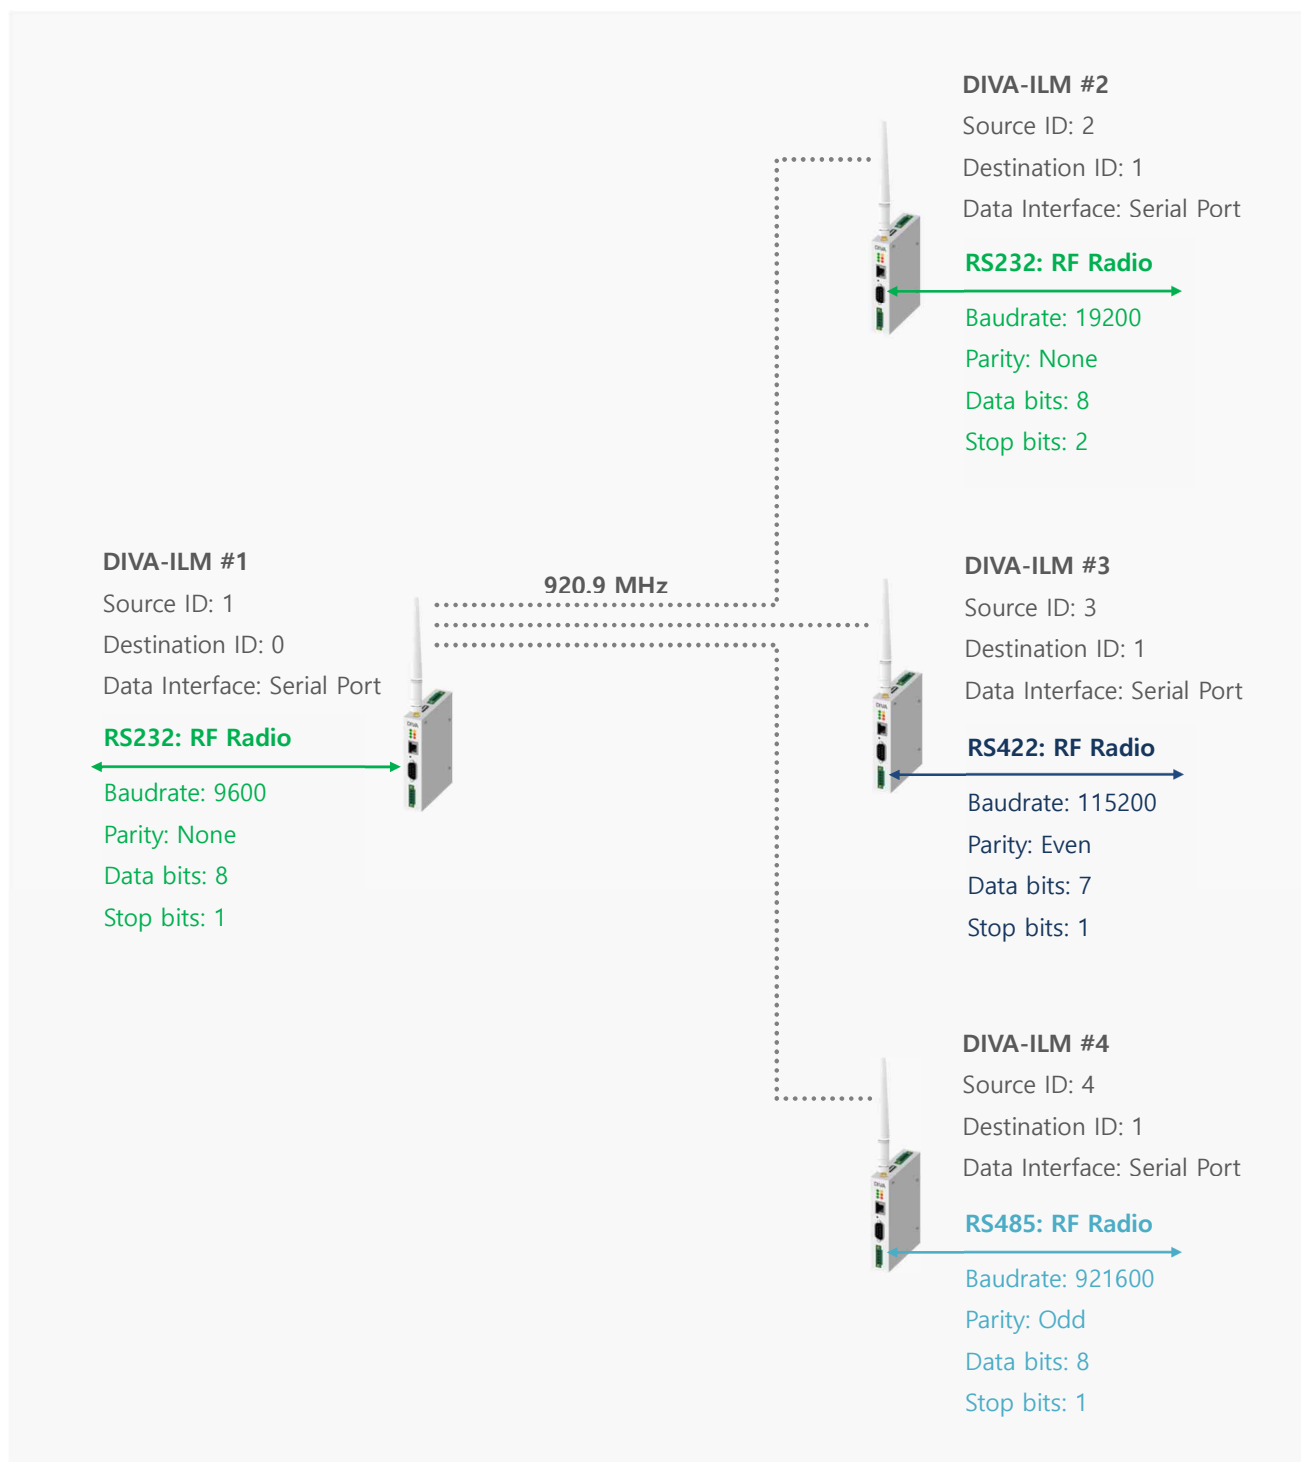 DIVA-ILM #2
Source ID: 2
Destination ID: 1
Data Interface: Serial Port
DIVA
RS232: RF Radio
Baudrate: 19200
Parity: None
Data bits: 8
Stop bits: 2
DIVA-ILM #1
Source ID: 1
Destination ID: 0
Data Interface: Serial Port
DIVA
RS232: RF Radio
Baudrate: 9600
Parity: None
Data bits: 8
Stop bits: 1
920.9 MHz
DIVA-ILM #3
Source ID: 3
Destination ID: 1
Data Interface: Serial Port
DIVA
RS422: RF Radio
Baudrate: 115200
Parity: Even
Data bits: 7
Stop bits: 1
DIVA-ILM #4
Source ID: 4
Destination ID: 1
Data Interface: Serial Port
DIVA
RS485: RF Radio
Baudrate: 921600
Parity: Odd
Data bits: 8
Stop bits: 1